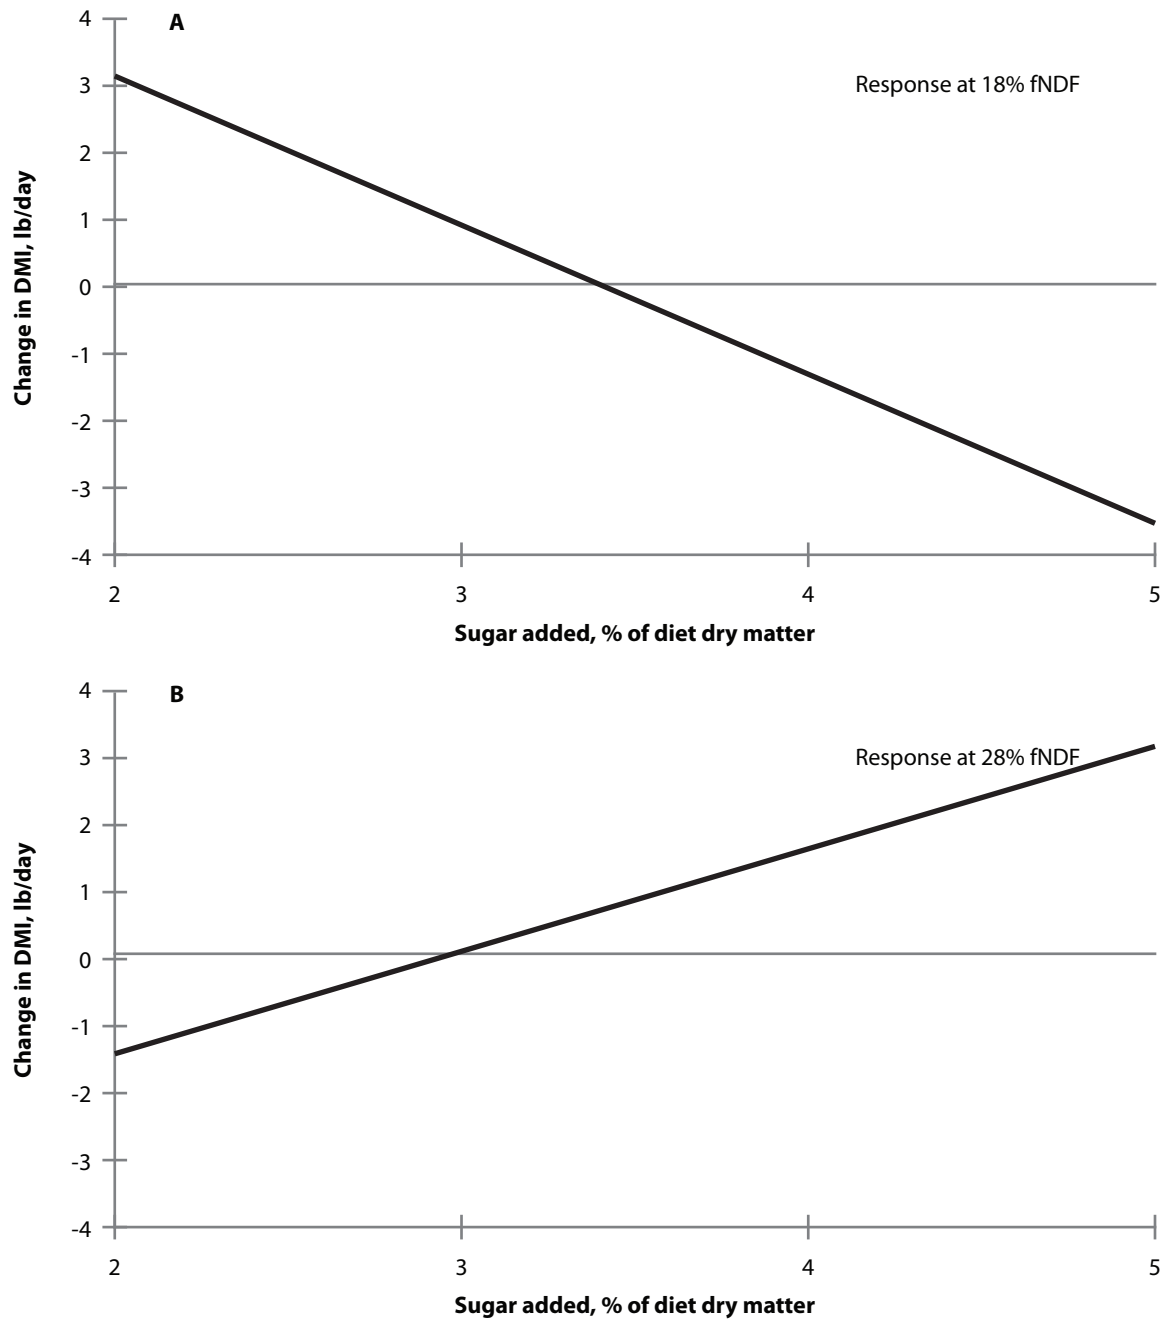 A
Response at 18% fNDF
Change in DMI, lb/day
4
3
2
1
0
-1
-2
-3
-4
2 3 4 5
Sugar added, % of diet dry matter
B
Response at 28% fNDF
Change in DMI, lb/day
4
3
2
1
0
-1
-2
-3
-4
2 3 4 5
Sugar added, % of diet dry matter